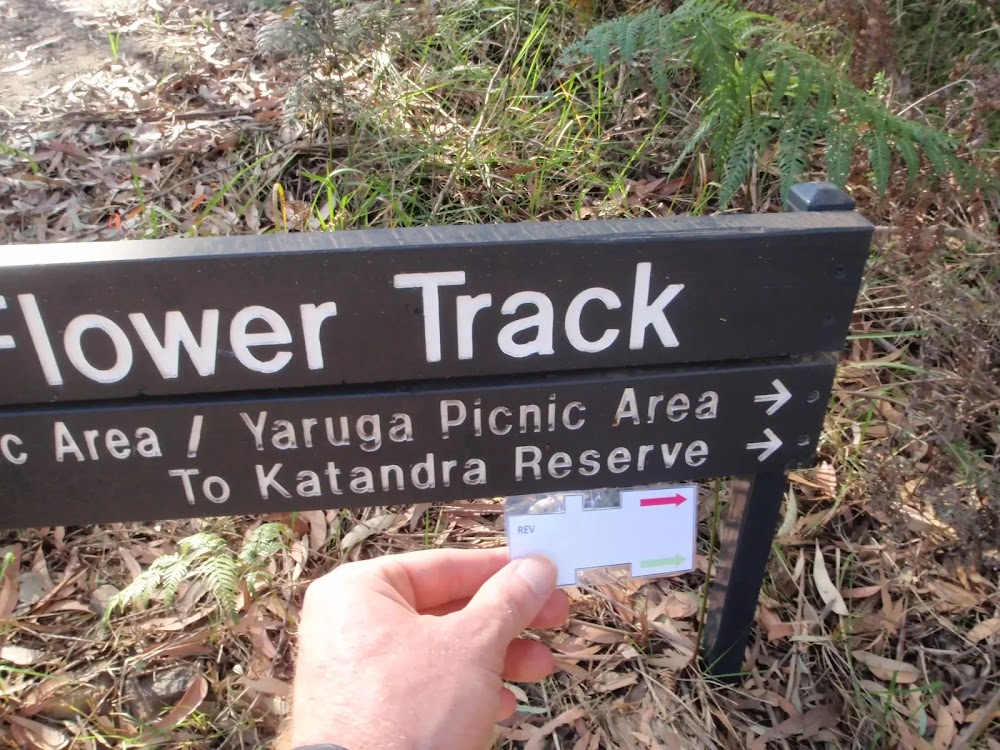 Flower Track
c Area / Yaruga Picnic Area →
To Katandra Reserve →
REV